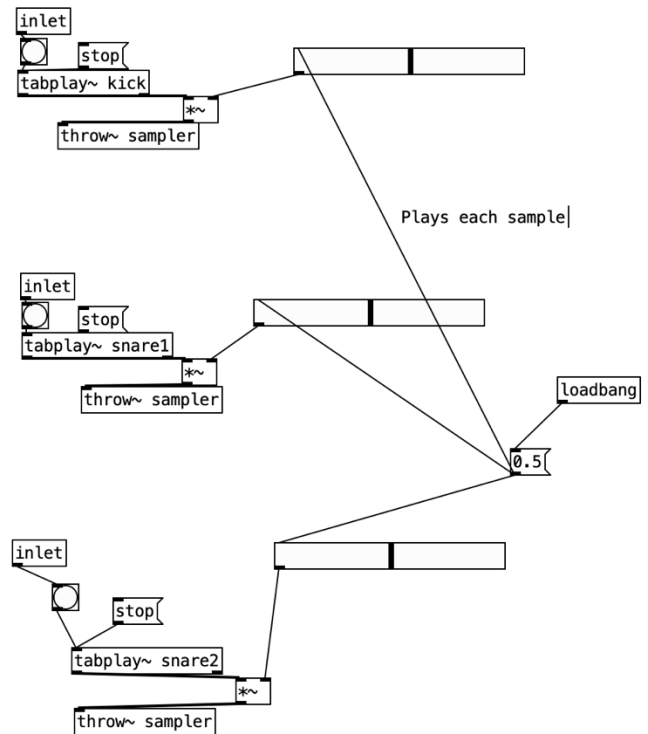 inlet
stop
tabplay~ kick
*~
throw~ sampler
Plays each sample
inlet
stop
tabplay~ snare1
*~
throw~ sampler
loadbang
0.5
inlet
stop
tabplay~ snare2
*~
throw~ sampler